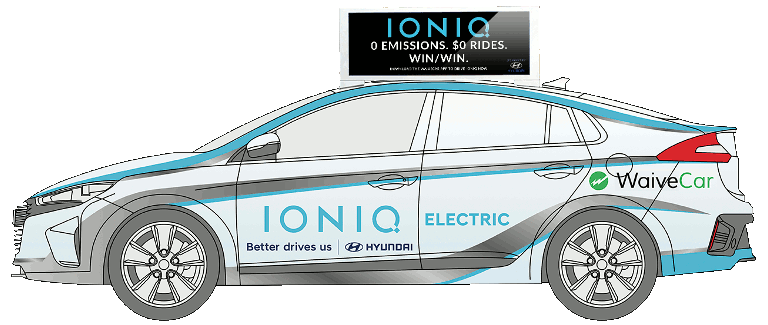 IONIQ
0 EMISSIONS. $0 RIDES.
WIN/WIN.
WaiveCar
IONIQ ELECTRIC
Better drives us | HYUNDAI